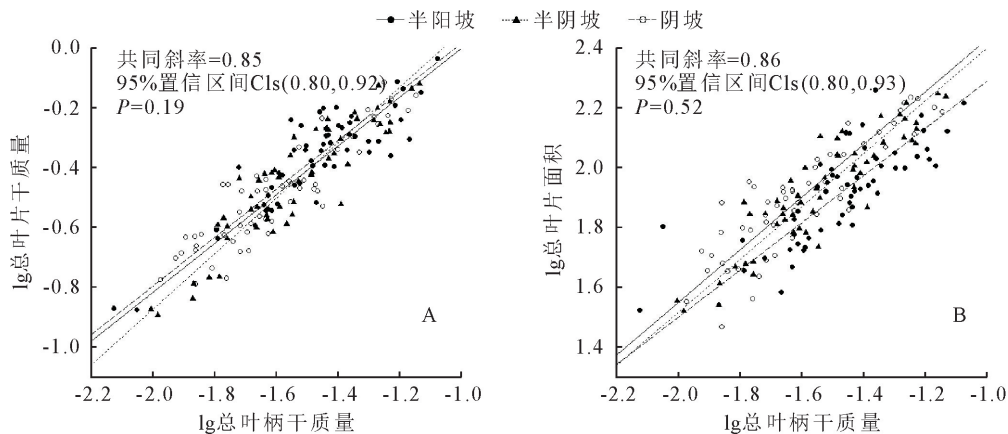 半阳坡 半阴坡 阴坡
共同斜率=0.85
95%置信区间CIs(0.80,0.92)
P=0.19
lg总叶片干质量
0.0
-0.2
-0.4
-0.6
-0.8
-1.0
A
-2.2 -2.0 -1.8 -1.6 -1.4 -1.2 -1.0
lg总叶柄干质量
共同斜率=0.86
95%置信区间CIs(0.80,0.93)
P=0.52
lg总叶片面积
2.4
2.2
2.0
1.8
1.6
1.4
B
-2.2 -2.0 -1.8 -1.6 -1.4 -1.2 -1.0
lg总叶柄干质量